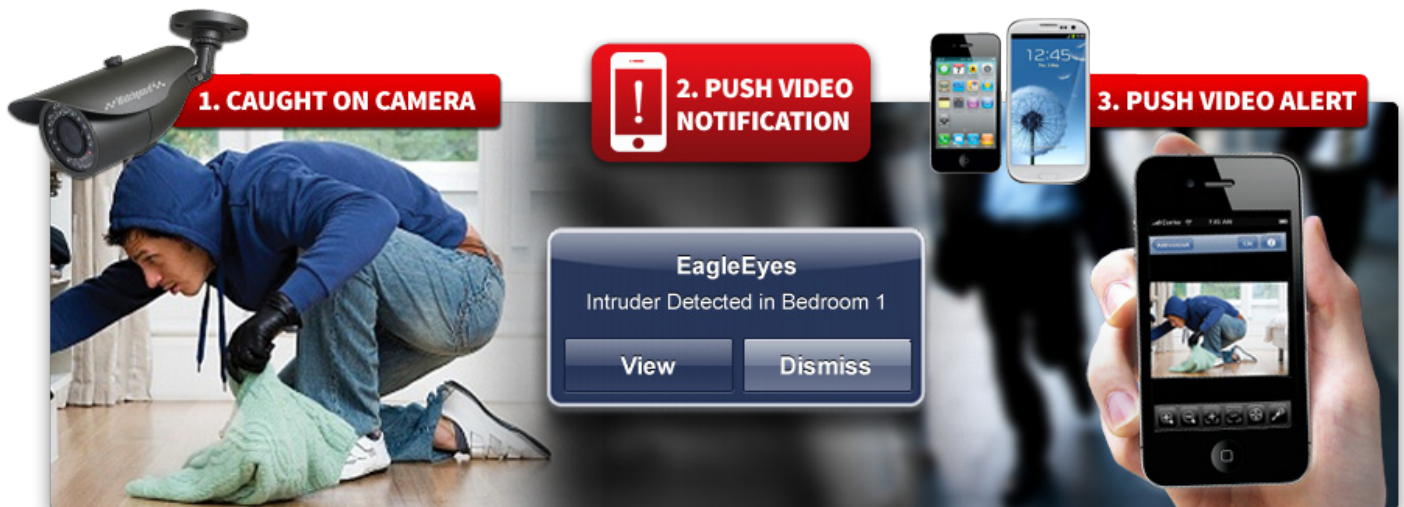 Watchguard
1. CAUGHT ON CAMERA
2. PUSH VIDEO
NOTIFICATION
12:45
3. PUSH VIDEO ALERT
EagleEyes
Intruder Detected in Bedroom 1
View
Dismiss